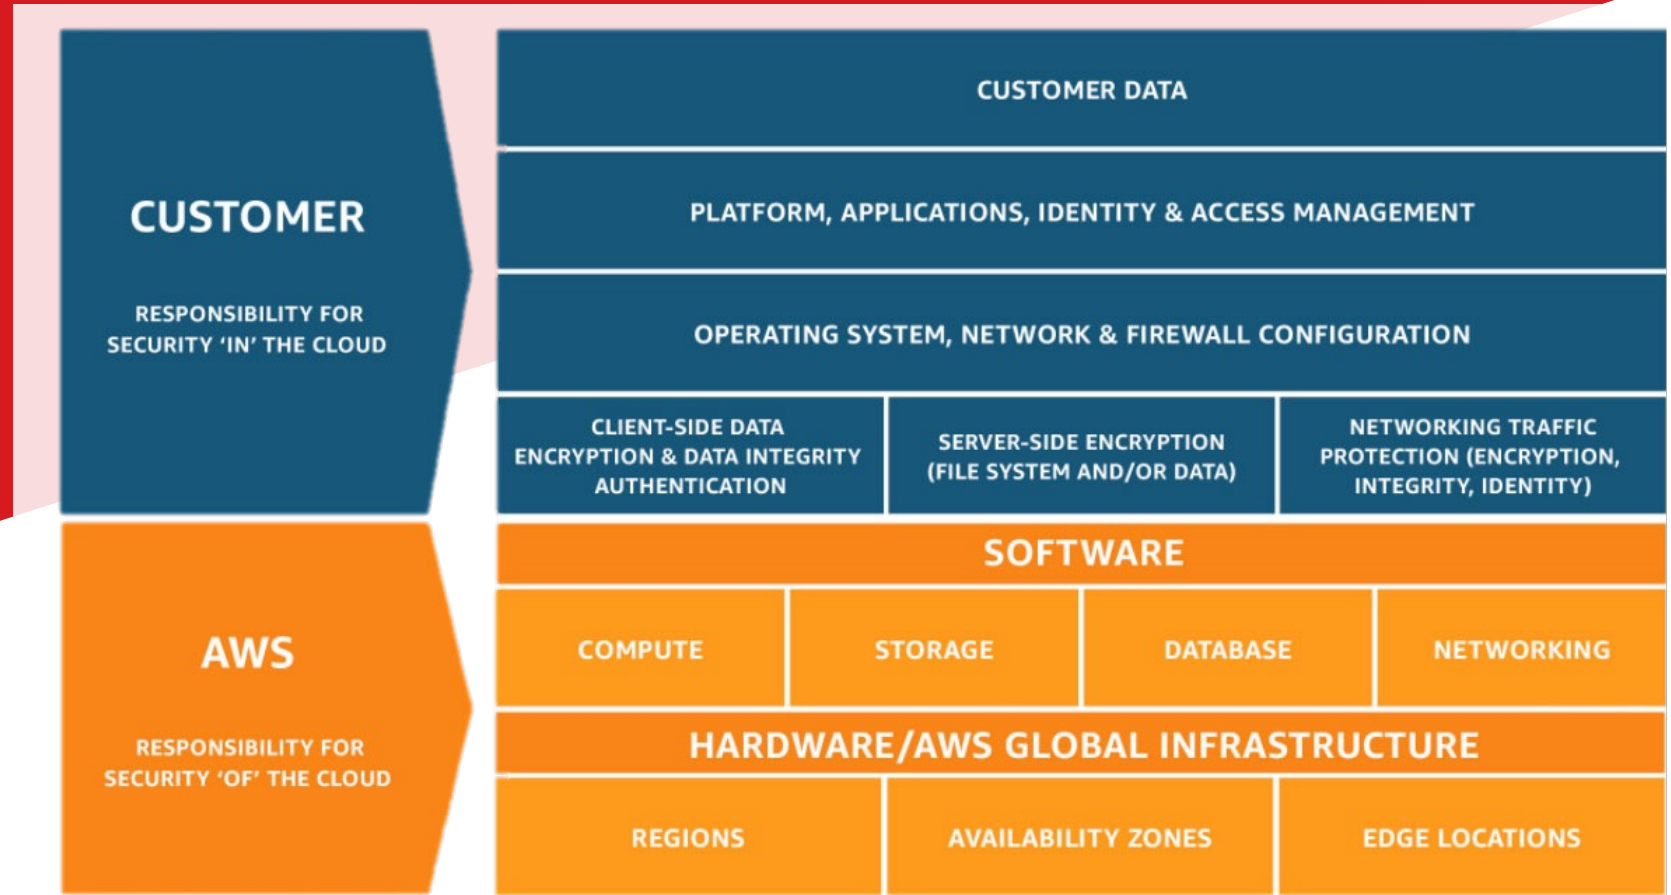 CUSTOMER
RESPONSIBILITY FOR
SECURITY ‘IN’ THE CLOUD
CUSTOMER DATA
PLATFORM, APPLICATIONS, IDENTITY & ACCESS MANAGEMENT
OPERATING SYSTEM, NETWORK & FIREWALL CONFIGURATION
CLIENT-SIDE DATA
ENCRYPTION & DATA INTEGRITY
AUTHENTICATION
SERVER-SIDE ENCRYPTION
(FILE SYSTEM AND/OR DATA)
NETWORKING TRAFFIC
PROTECTION (ENCRYPTION,
INTEGRITY, IDENTITY)
AWS
RESPONSIBILITY FOR
SECURITY ‘OF’ THE CLOUD
SOFTWARE
COMPUTE
STORAGE
DATABASE
NETWORKING
HARDWARE/AWS GLOBAL INFRASTRUCTURE
REGIONS
AVAILABILITY ZONES
EDGE LOCATIONS